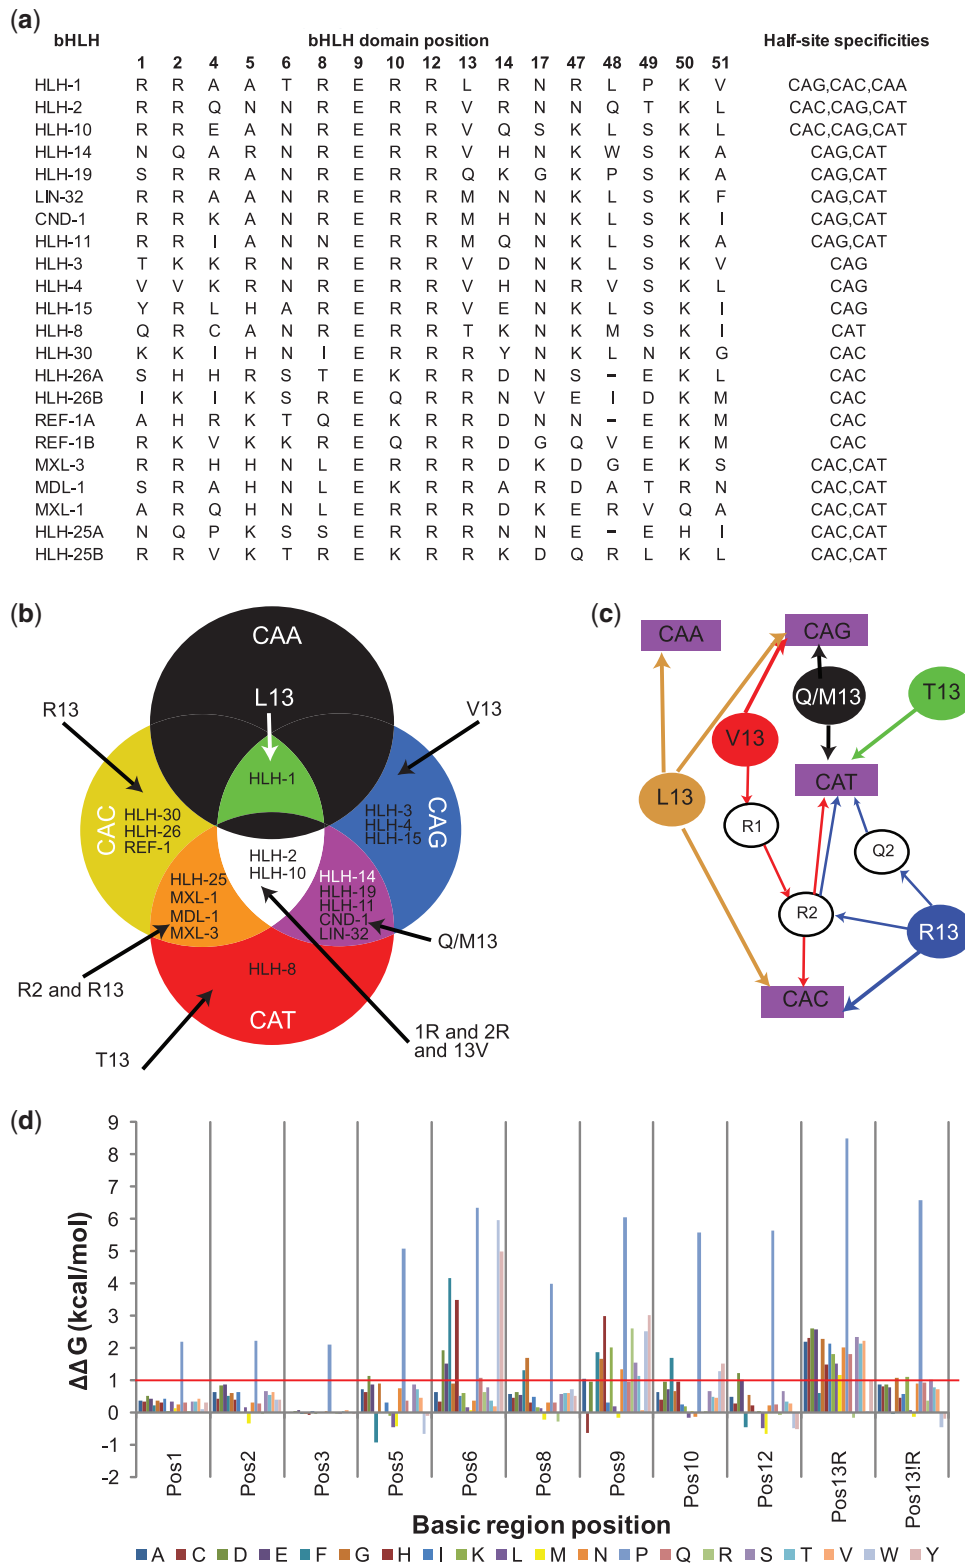 (a)
bHLH bHLH domain position Half-site specificities
1 2 4 5 6 8 9 10 12 13 14 17 47 48 49 50 51
HLH-1 R R A A T R E R R L R N R L P K V CAG,CAC,CAA
HLH-2 R R Q N N R E R R V R N N Q T K L CAC,CAG,CAT
HLH-10 R R E A N R E R R V Q S K L S K L CAC,CAG,CAT
HLH-14 N Q A R N R E R R V H N K W S K A CAG,CAT
HLH-19 S R R A N R E R R Q K G K P S K A CAG,CAT
LIN-32 R R A A N R E R R M N N K L S K F CAG,CAT
CND-1 R R K A N R E R R M H N K L S K I CAG,CAT
HLH-11 R R I A N N E R R M Q N K L S K A CAG,CAT
HLH-3 T K K R N R E R R V D N K L S K V CAG
HLH-4 V V K R N R E R R V H N R V S K L CAG
HLH-15 Y R L H A R E R R V E N K L S K I CAG
HLH-8 Q R C A N R E R R T K N K M S K I CAT
HLH-30 K K I H N I E R R R Y N K L N K G CAC
HLH-26A S H H R S T E K R R D N S – E K L CAC
HLH-26B I K I K S R E Q R R N V E I D K M CAC
REF-1A A H R K T Q E K R R D N N – E K M CAC
REF-1B R K V K K R E Q R R D G Q V E K M CAC
MXL-3 R R H H N L E R R R D K D G E K S CAC,CAT
MDL-1 S R A H N L E K R R A R D A T R N CAC,CAT
MXL-1 A R Q H N L E R R R D K E R V Q A CAC,CAT
HLH-25A N Q P K S S E R R R N N E – E H I CAC,CAT
HLH-25B R R V K T R E K R R K D Q R L K L CAC,CAT
(b)
CAA
L13
R13
V13
HLH-1
CAC
HLH-30
HLH-26
REF-1
CAG
HLH-3
HLH-4
HLH-15
HLH-2
HLH-10
HLH-25
MXL-1
MDL-1
MXL-3
HLH-14
HLH-19
HLH-11
CND-1
LIN-32
Q/M13
HLH-8
CAT
R2 and R13
T13
1R and 2R
and 13V
(c)
CAA
CAG
Q/M13
T13
V13
CAT
L13
R1
Q2
R2
R13
CAC
(d)
ΔΔG (kcal/mol)
9
8
7
6
5
4
3
2
1
0
-1
-2
Pos1 Pos2 Pos3 Pos5 Pos6 Pos8 Pos9 Pos10 Pos12 Pos13R Pos13!R
Basic region position
A C D E F G H I K L M N P Q R S T V W Y